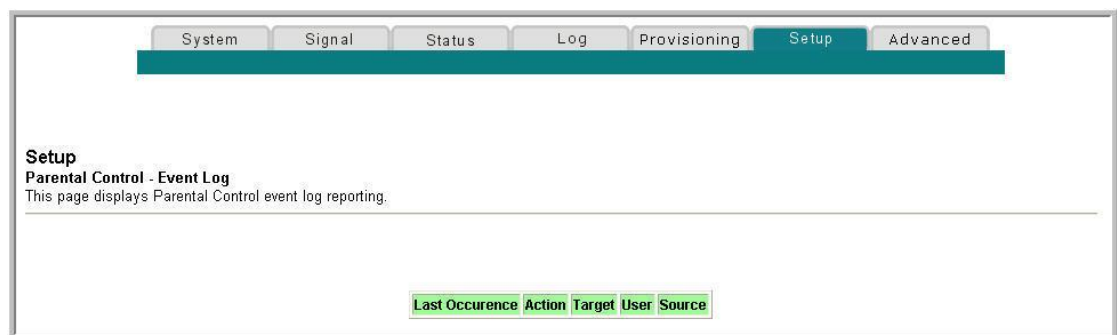 System Signal Status Log Provisioning Setup Advanced
Setup
Parental Control - Event Log
This page displays Parental Control event log reporting.
Last Occurence Action Target User Source